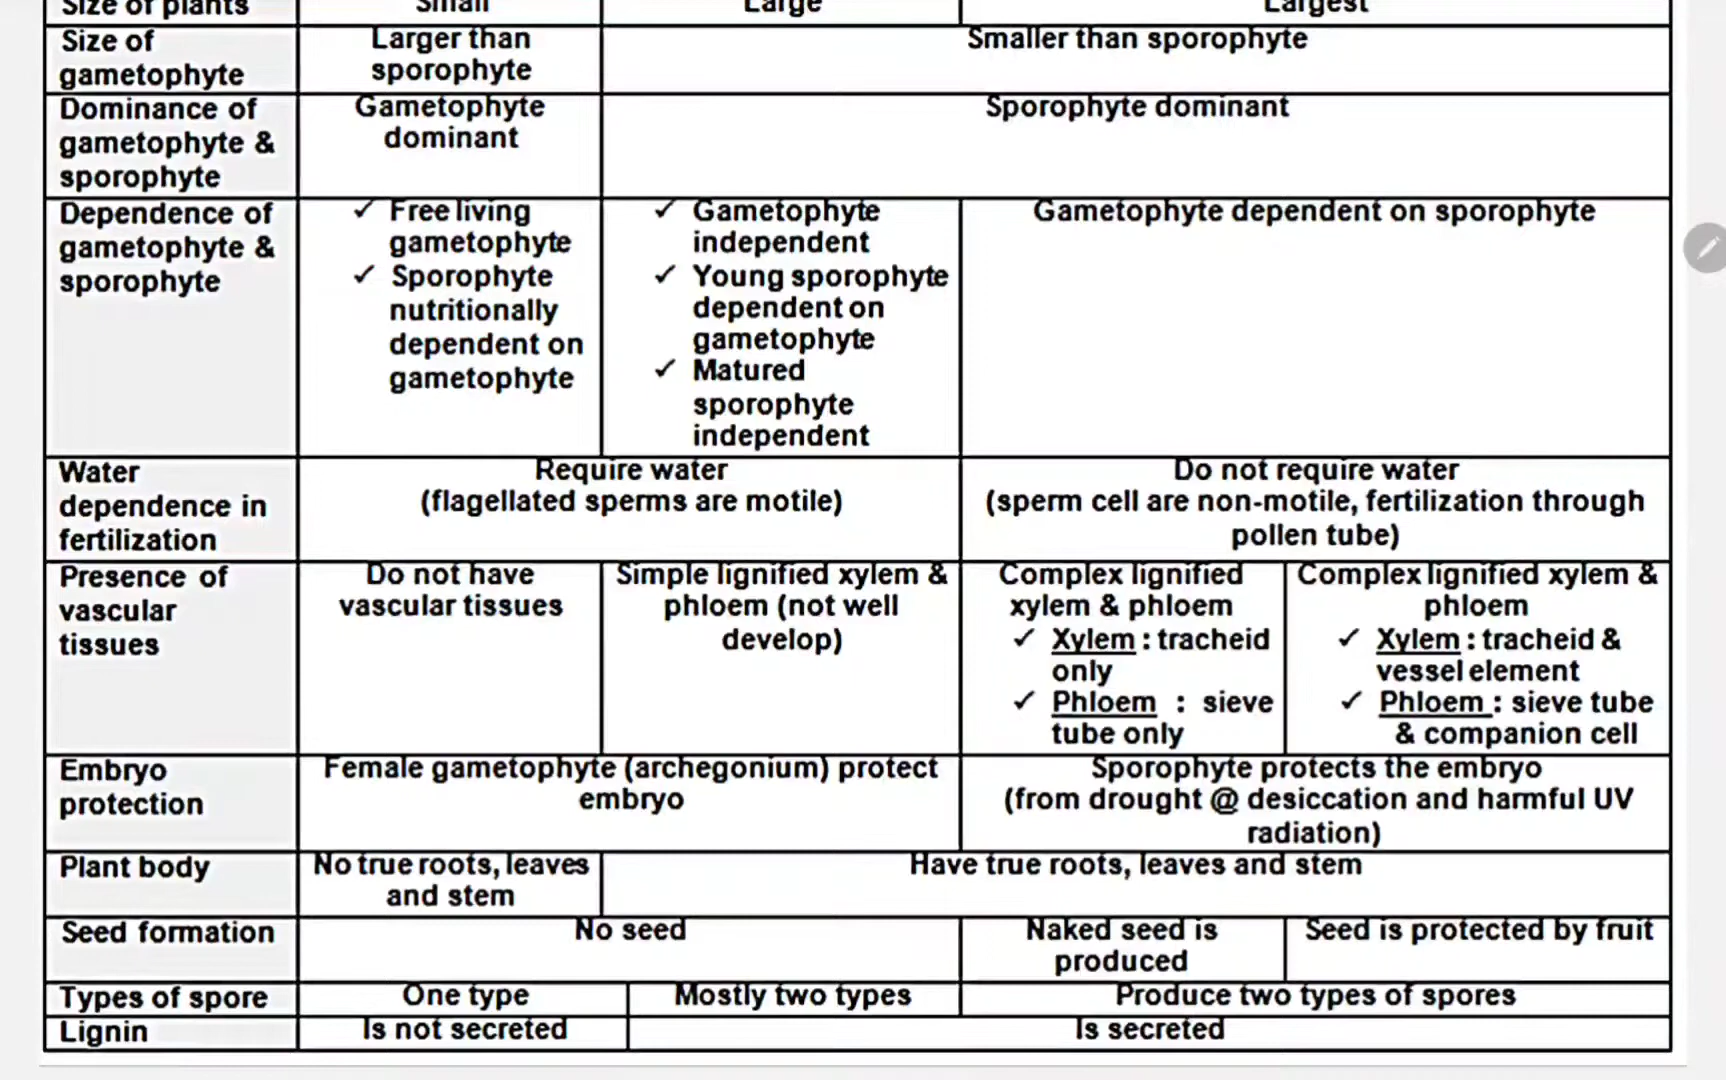 Size of plants
Small
Large
Largest
Size of
gametophyte
Larger than
sporophyte
Smaller than sporophyte
Dominance of
gametophyte &
sporophyte
Gametophyte
dominant
Sporophyte dominant
Dependence of
gametophyte &
sporophyte
✓ Free living
gametophyte
✓ Sporophyte
nutritionally
dependent on
gametophyte
✓ Gametophyte
independent
✓ Young sporophyte
dependent on
gametophyte
✓ Matured
sporophyte
independent
Gametophyte dependent on sporophyte
Water
dependence in
fertilization
Require water
(flagellated sperms are motile)
Do not require water
(sperm cell are non-motile, fertilization through
pollen tube)
Presence of
vascular
tissues
Do not have
vascular tissues
Simple lignified xylem &
phloem (not well
develop)
Complex lignified
xylem & phloem
✓ Xylem : tracheid
only
✓ Phloem : sieve
tube only
Complex lignified xylem &
phloem
✓ Xylem : tracheid &
vessel element
✓ Phloem : sieve tube
& companion cell
Embryo
protection
Female gametophyte (archegonium) protect
embryo
Sporophyte protects the embryo
(from drought @ desiccation and harmful UV
radiation)
Plant body
No true roots, leaves
and stem
Have true roots, leaves and stem
Seed formation
No seed
Naked seed is
produced
Seed is protected by fruit
Types of spore
One type
Mostly two types
Produce two types of spores
Lignin
Is not secreted
Is secreted